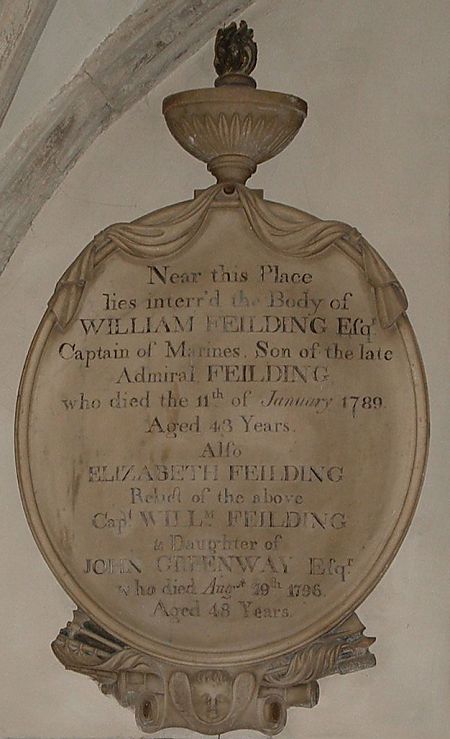 Near this Place
lies interr'd the Body of
WILLIAM FEILDING Eſqʳ
Captain of Marines. Son of the late
Admiral FEILDING
who died the 11ᵗʰ of January 1789.
Aged 43 Years.
Alſo
ELIZABETH FEILDING
Relict of the above
Capᵗ WILLᴹ FEILDING
& Daughter of
JOHN GREENWAY Eſqʳ
who died Augˢᵗ 29ᵗʰ 1796.
Aged 48 Years.